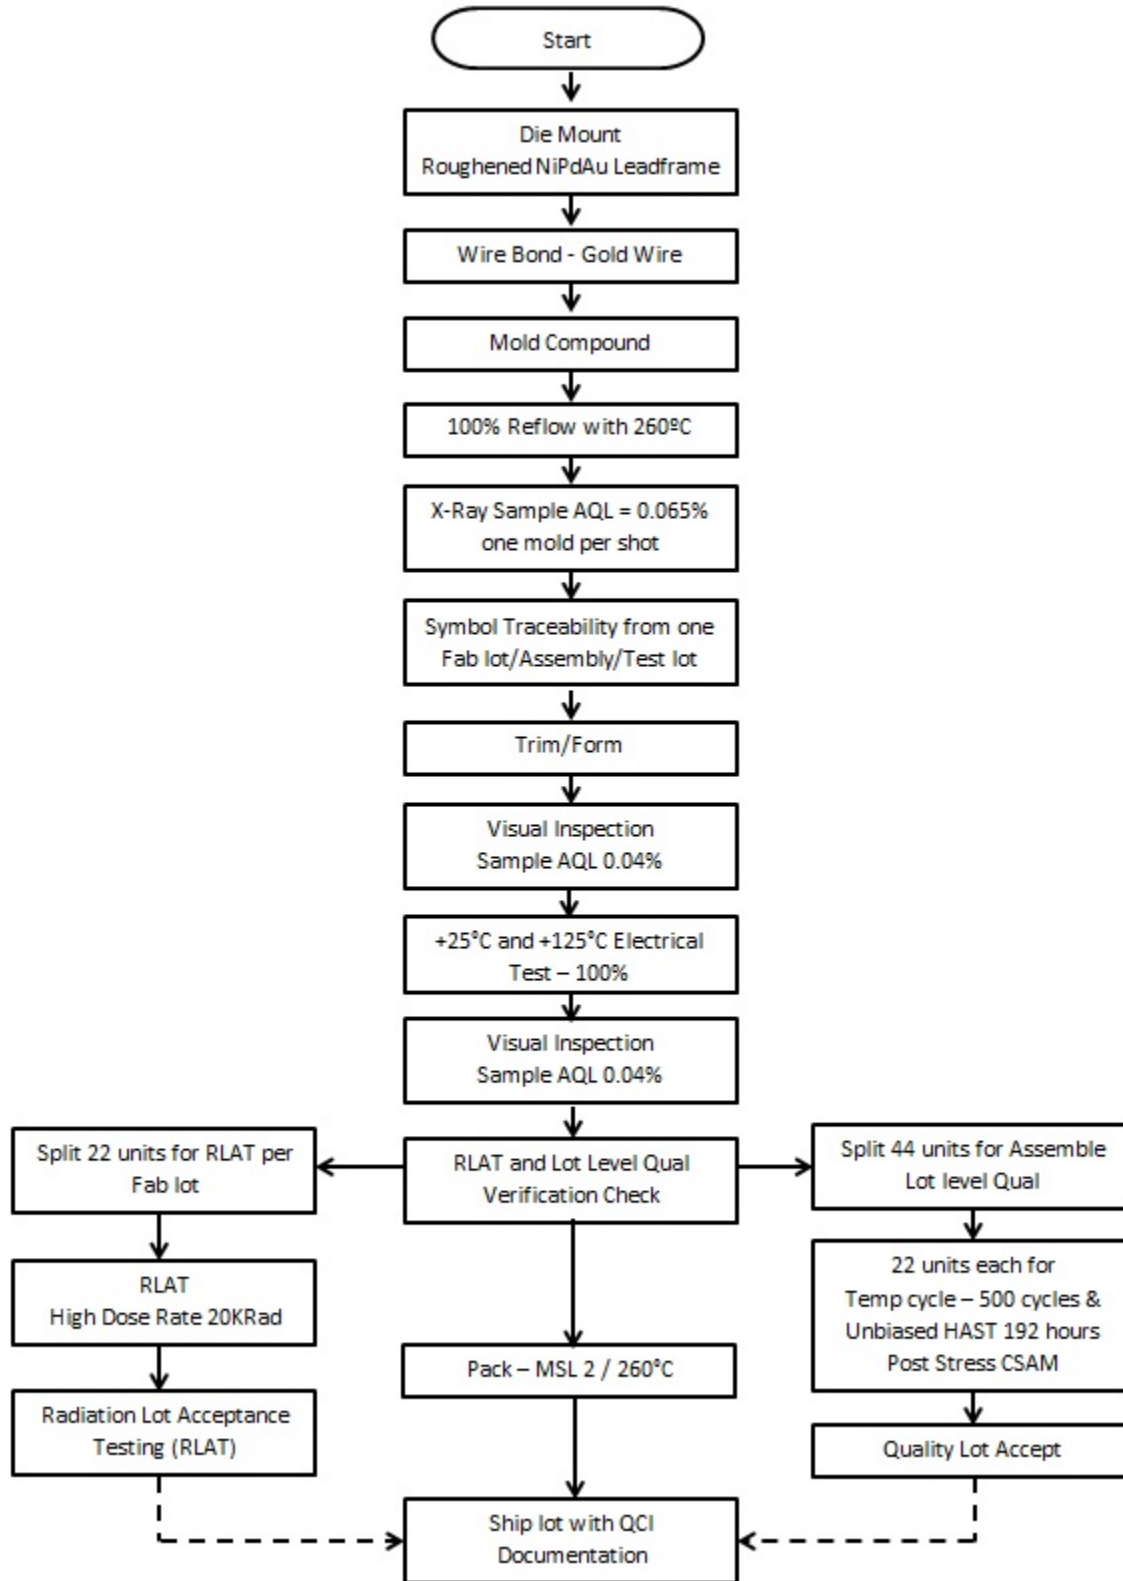 Start
Die Mount
Roughened NiPdAu Leadframe
Wire Bond - Gold Wire
Mold Compound
100% Reflow with 260ºC
X-Ray Sample AQL = 0.065%
one mold per shot
Symbol Traceability from one
Fab lot/Assembly/Test lot
Trim/Form
Visual Inspection
Sample AQL 0.04%
+25°C and +125°C Electrical
Test – 100%
Visual Inspection
Sample AQL 0.04%
RLAT and Lot Level Qual
Verification Check
Split 22 units for RLAT per
Fab lot
RLAT
High Dose Rate 20KRad
Radiation Lot Acceptance
Testing (RLAT)
Pack – MSL 2 / 260°C
Split 44 units for Assemble
Lot level Qual
22 units each for
Temp cycle – 500 cycles &
Unbiased HAST 192 hours
Post Stress CSAM
Quality Lot Accept
Ship lot with QCI
Documentation